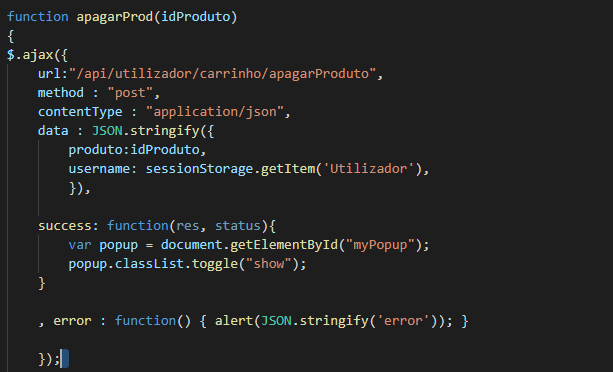 function apagarProd(idProduto)
{
$.ajax({
url:"/api/utilizador/carrinho/apagarProduto",
method : "post",
contentType : "application/json",
data : JSON.stringify({
produto:idProduto,
username: sessionStorage.getItem('Utilizador'),
}),
success: function(res, status){
var popup = document.getElementById("myPopup");
popup.classList.toggle("show");
}
, error : function() { alert(JSON.stringify('error')); }
});